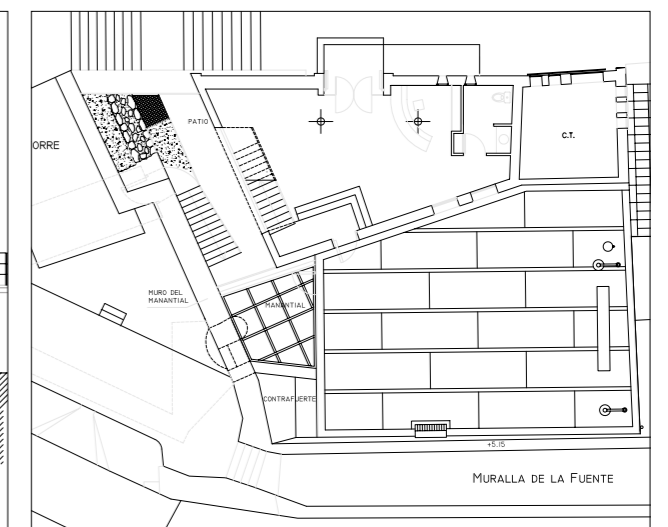 PATIO
ORRE
C.T.
MURO DEL
MANANTIAL
MANANTIAL
CONTRAFUERTE
+5.15
MURALLA DE LA FUENTE